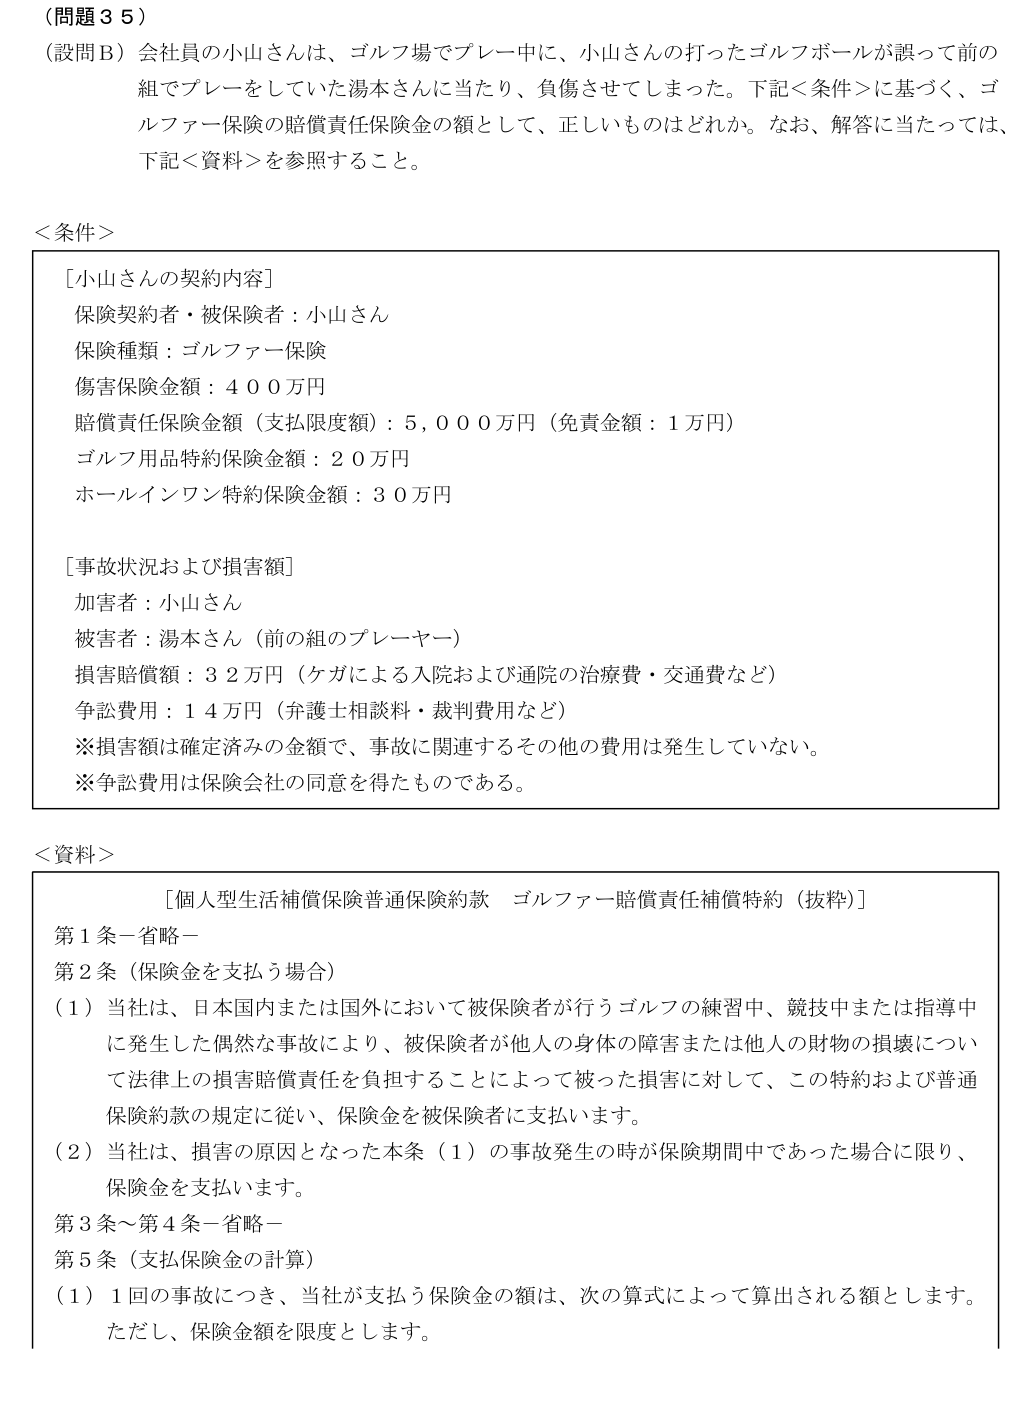 （問題３５）
（設問Ｂ）会社員の小山さんは、ゴルフ場でプレー中に、小山さんの打ったゴルフボールが誤って前の
組でプレーをしていた湯本さんに当たり、負傷させてしまった。下記＜条件＞に基づく、ゴ
ルファー保険の賠償責任保険金の額として、正しいものはどれか。なお、解答に当たっては、
下記＜資料＞を参照すること。
＜条件＞
［小山さんの契約内容］
保険契約者・被保険者：小山さん
保険種類：ゴルファー保険
傷害保険金額：４００万円
賠償責任保険金額（支払限度額）：５,０００万円（免責金額：１万円）
ゴルフ用品特約保険金額：２０万円
ホールインワン特約保険金額：３０万円
［事故状況および損害額］
加害者：小山さん
被害者：湯本さん（前の組のプレーヤー）
損害賠償額：３２万円（ケガによる入院および通院の治療費・交通費など）
争訟費用：１４万円（弁護士相談料・裁判費用など）
※損害額は確定済みの金額で、事故に関連するその他の費用は発生していない。
※争訟費用は保険会社の同意を得たものである。
＜資料＞
［個人型生活補償保険普通保険約款　ゴルファー賠償責任補償特約（抜粋）］
第１条－省略－
第２条（保険金を支払う場合）
（１）当社は、日本国内または国外において被保険者が行うゴルフの練習中、競技中または指導中
に発生した偶然な事故により、被保険者が他人の身体の障害または他人の財物の損壊につい
て法律上の損害賠償責任を負担することによって被った損害に対して、この特約および普通
保険約款の規定に従い、保険金を被保険者に支払います。
（２）当社は、損害の原因となった本条（１）の事故発生の時が保険期間中であった場合に限り、
保険金を支払います。
第３条～第４条－省略－
第５条（支払保険金の計算）
（１）１回の事故につき、当社が支払う保険金の額は、次の算式によって算出される額とします。
ただし、保険金額を限度とします。